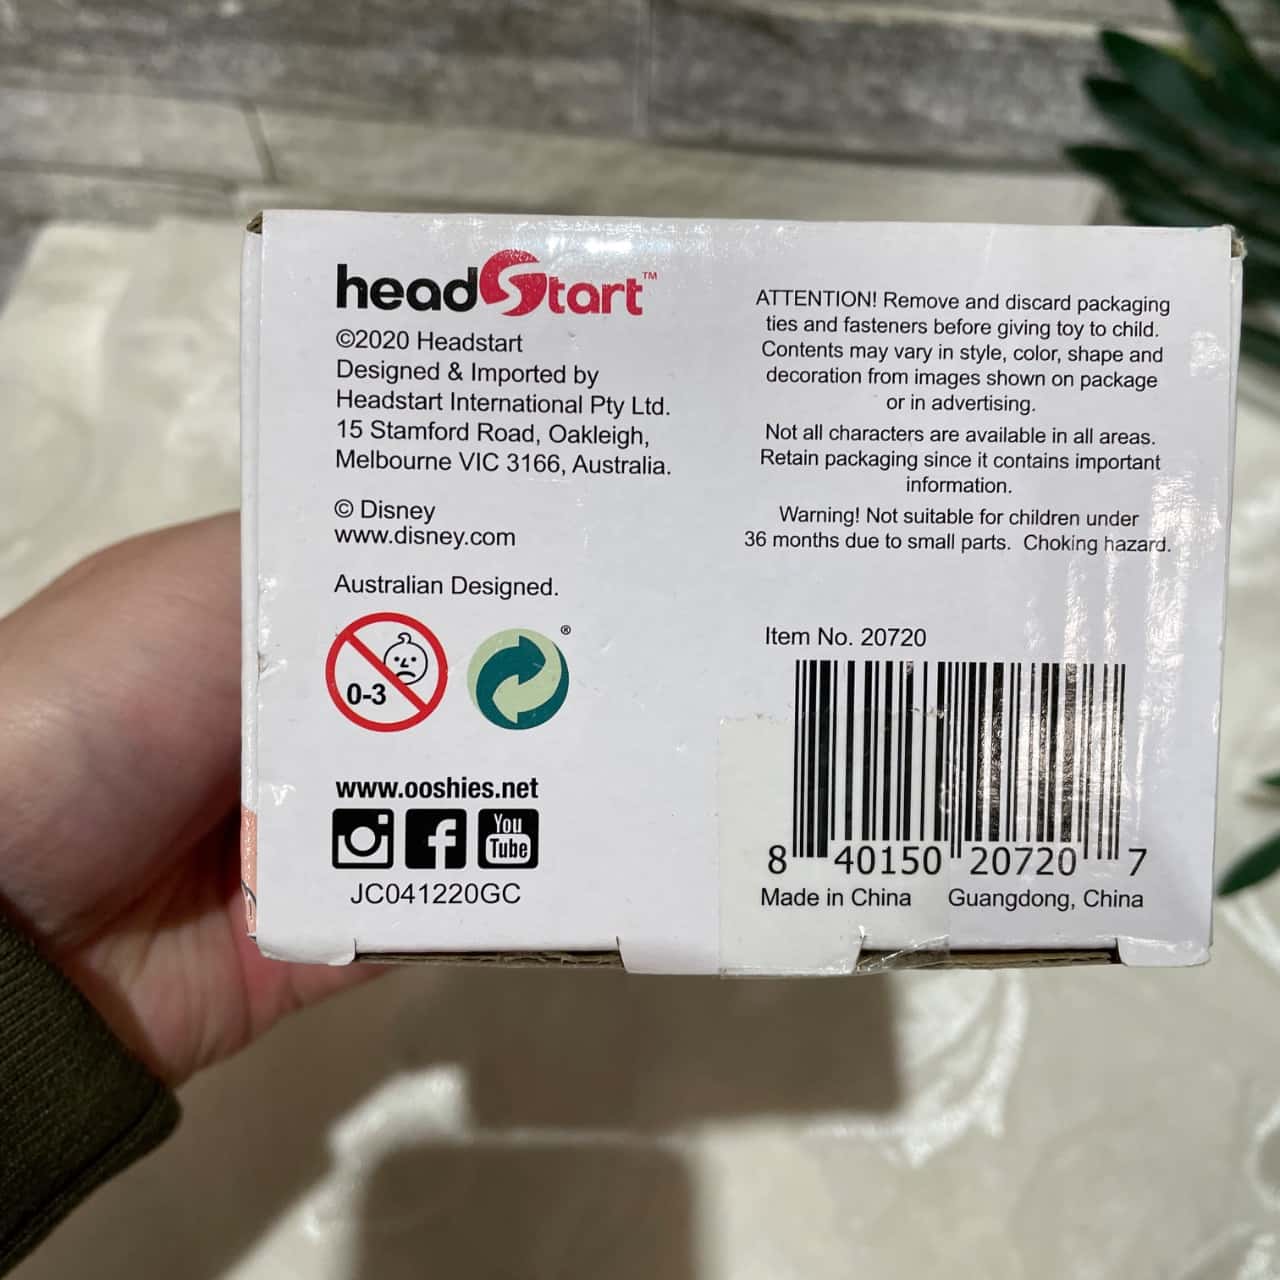 headStart™
©2020 Headstart
Designed & Imported by
Headstart International Pty Ltd.
15 Stamford Road, Oakleigh,
Melbourne VIC 3166, Australia.
© Disney
www.disney.com
Australian Designed.
0-3
®
www.ooshies.net
You
Tube
JC041220GC
ATTENTION! Remove and discard packaging
ties and fasteners before giving toy to child.
Contents may vary in style, color, shape and
decoration from images shown on package
or in advertising.
Not all characters are available in all areas.
Retain packaging since it contains important
information.
Warning! Not suitable for children under
36 months due to small parts. Choking hazard.
Item No. 20720
8 40150 20720 7
Made in China Guangdong, China